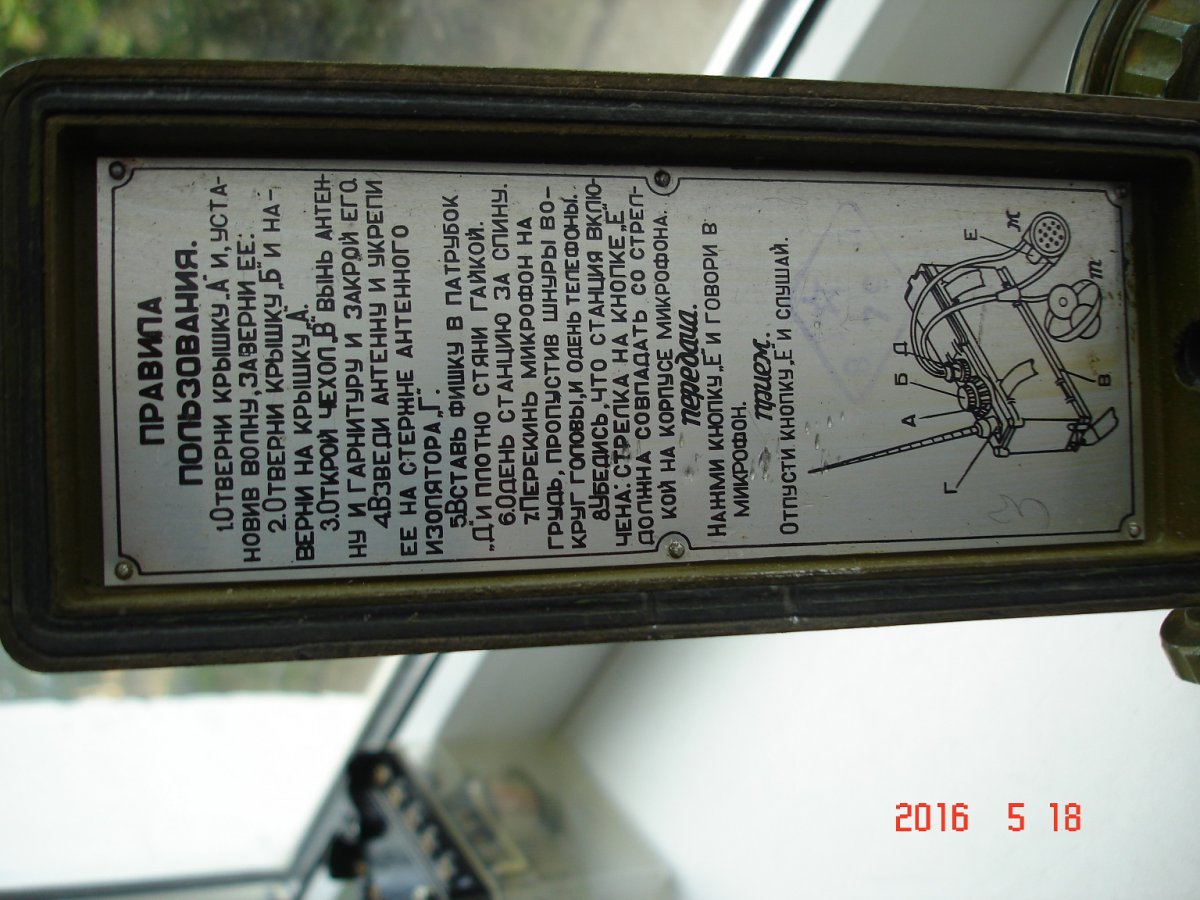 ПРАВИЛА
ПОЛЬЗОВАНИЯ.
1.ОТВЕРНИ КРЫШКУ„А" И, УСТА-
НОВИВ ВОЛНУ, ЗАВЕРНИ ЕЕ.
2.ОТВЕРНИ КРЫШКУ„Б" И НА-
ВЕРНИ НА КРЫШКУ„А".
3.ОТКРОЙ ЧЕХОЛ„В" ВЫНЬ АНТЕН-
НУ И ГАРНИТУРУ И ЗАКРОЙ ЕГО.
4.ВЗВЕДИ АНТЕННУ И УКРЕПИ
ЕЕ НА СТЕРЖНЕ АНТЕННОГО
ИЗОЛЯТОРА„Г".
5.ВСТАВЬ ФИШКУ В ПАТРУБОК
„Д" И ПЛОТНО СТЯНИ ГАЙКОЙ.
6.ОДЕНЬ СТАНЦИЮ ЗА СПИНУ.
7.ПЕРЕКИНЬ МИКРОФОН НА
ГРУДЬ, ПРОПУСТИВ ШНУРЫ ВО-
КРУГ ГОЛОВЫ, И ОДЕНЬ ТЕЛЕФОНЫ.
8.УБЕДИСЬ, ЧТО СТАНЦИЯ ВКЛЮ-
ЧЕНА: СТРЕЛКА НА КНОПКЕ„Е"
ДОЛЖНА СОВПАДАТЬ СО СТРЕЛ-
КОЙ НА КОРПУСЕ МИКРОФОНА.
передача.
НАЖМИ КНОПКУ„Е" И ГОВОРИ В
МИКРОФОН.
прием.
ОТПУСТИ КНОПКУ„Е" И СЛУШАЙ.
А
Б
Д
Е
Г
В
т
ж
2016 5 18